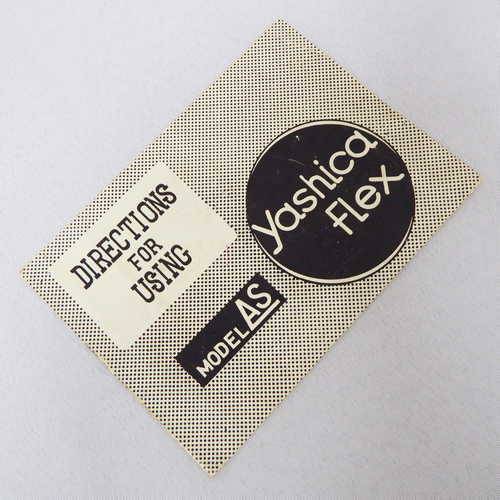 yashica
flex
DIRECTIONS
FOR
USING
MODEL AS